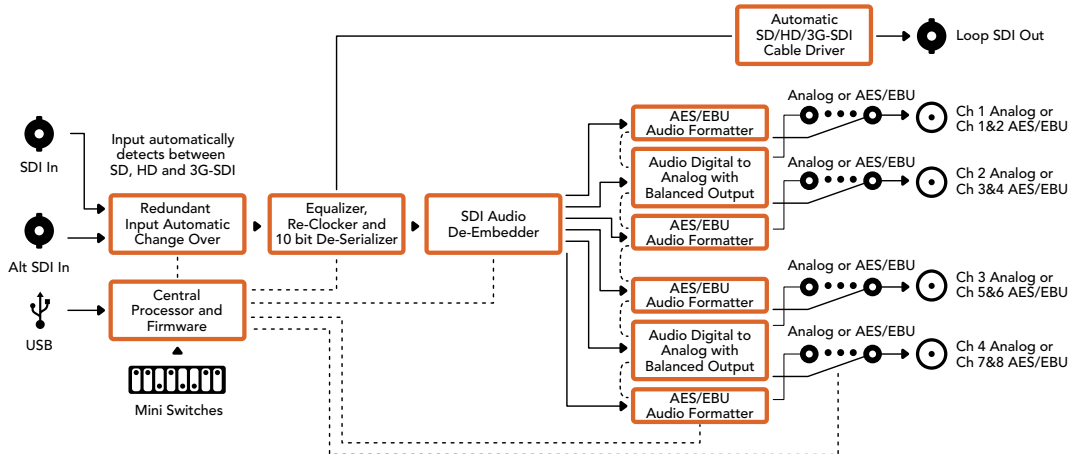 Automatic
SD/HD/3G-SDI
Cable Driver
Loop SDI Out
SDI In
Input automatically
detects between
SD, HD and 3G-SDI
Alt SDI In
Redundant
Input Automatic
Change Over
Equalizer,
Re-Clocker and
10 bit De-Serializer
SDI Audio
De-Embedder
USB
Central
Processor and
Firmware
Mini Switches
AES/EBU
Audio Formatter
Audio Digital to
Analog with
Balanced Output
AES/EBU
Audio Formatter
AES/EBU
Audio Formatter
Audio Digital to
Analog with
Balanced Output
AES/EBU
Audio Formatter
Analog or AES/EBU
Ch 1 Analog or
Ch 1&2 AES/EBU
Analog or AES/EBU
Ch 2 Analog or
Ch 3&4 AES/EBU
Analog or AES/EBU
Ch 3 Analog or
Ch 5&6 AES/EBU
Analog or AES/EBU
Ch 4 Analog or
Ch 7&8 AES/EBU